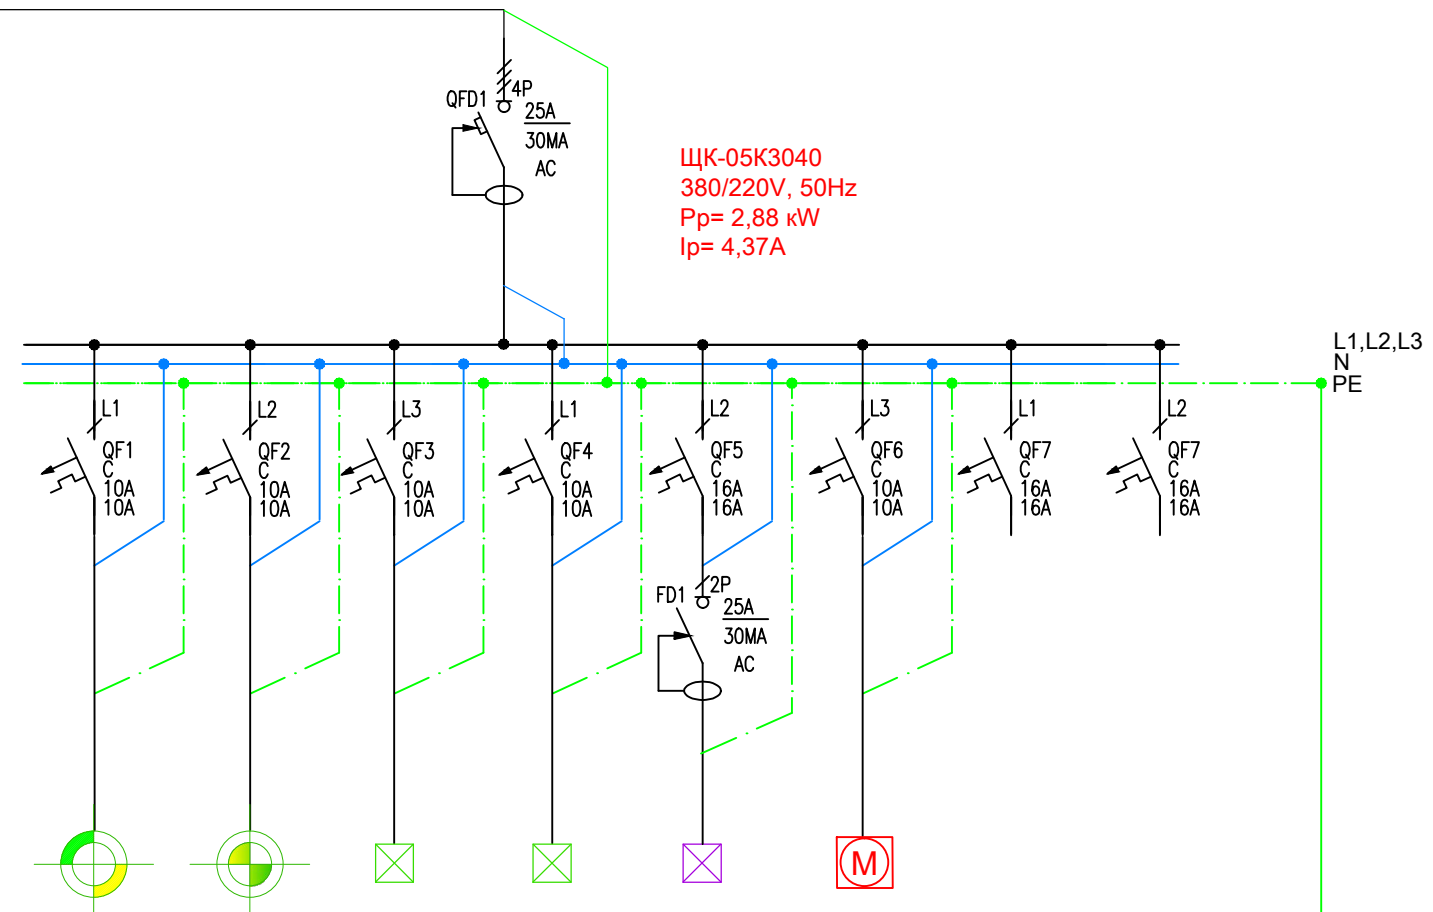 4P
QFD1
25A
30MA
AC
ЩК-05К3040
380/220V, 50Hz
Pp= 2,88 кW
Ip= 4,37A
L1,L2,L3
N
PE
L1
QF1
C
10A
10A
L2
QF2
C
10A
10A
L3
QF3
C
10A
10A
L1
QF4
C
10A
10A
L2
QF5
C
16A
16A
L3
QF6
C
10A
10A
L1
QF7
C
16A
16A
L2
QF7
C
16A
16A
2P
FD1
25A
30MA
AC
M